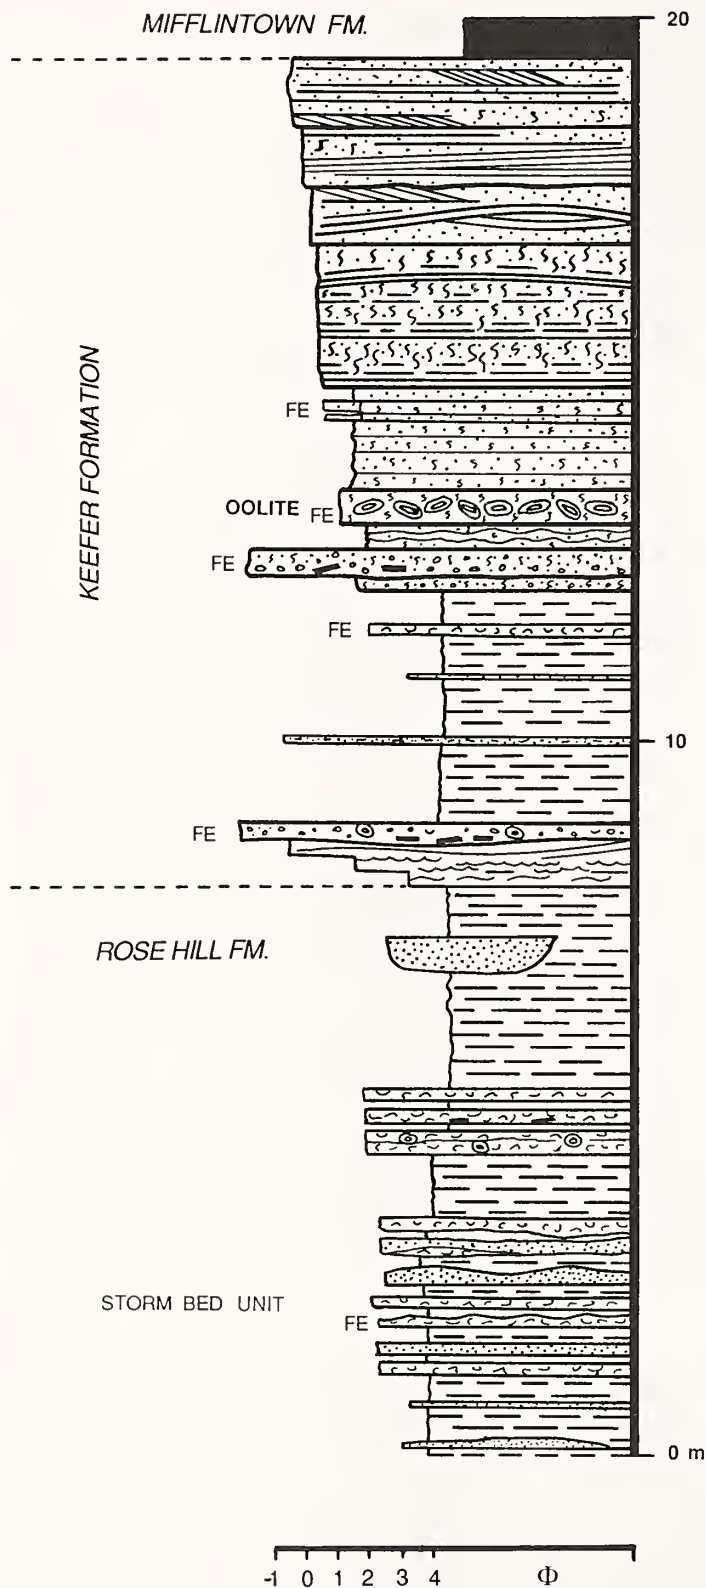 MIFFLINTOWN FM.
20
KEEFER FORMATION
FE
OOLITE FE
FE
FE
10
FE
ROSE HILL FM.
STORM BED UNIT
FE
0 m
-1 0 1 2 3 4 Φ